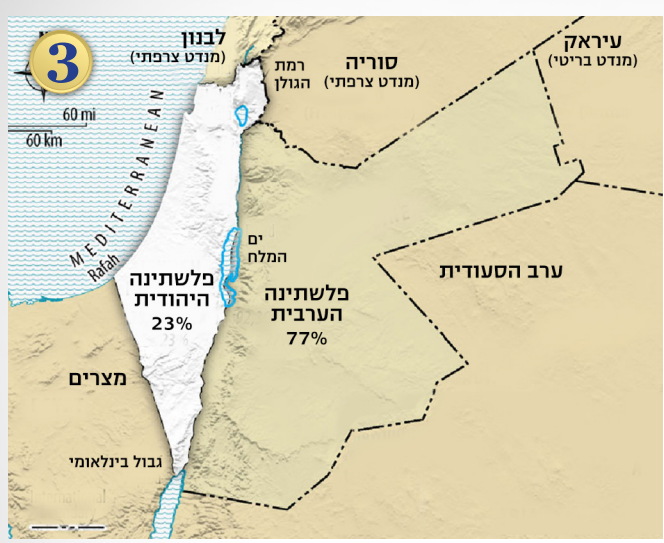 3
לבנון
(מנדט צרפתי)
סוריה
(מנדט צרפתי)
עיראק
(מנדט בריטי)
רמת
הגולן
60 mi
60 km
MEDITERRANEAN
Rafah
ים
המלח
פלשתינה
היהודית
23%
פלשתינה
הערבית
77%
ערב הסעודית
מצרים
גבול בינלאומי